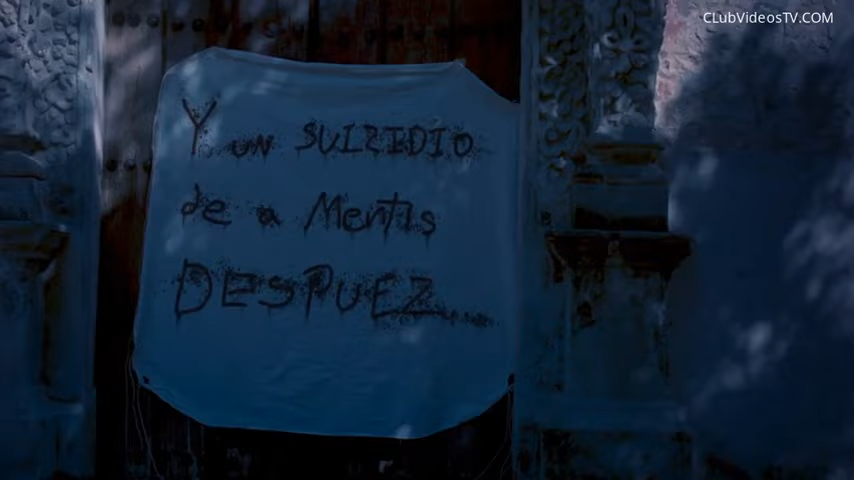 CLubVideosTV.COM
Y un SUIZIDIO
de a Mentis
DESPUEZ....